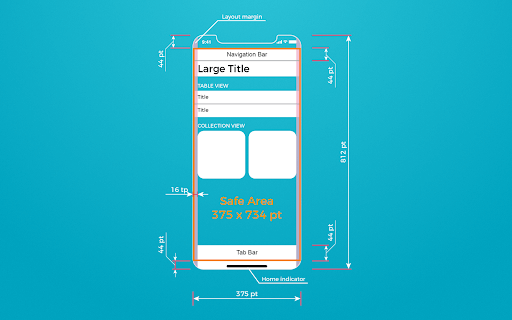 Layout margin
9:41
44 pt
Navigation Bar
44 pt
Large Title
TABLE VIEW
Title
Title
COLLECTION VIEW
812 pt
16 tp
Safe Area
375 x 734 pt
44 pt
Tab Bar
44 pt
Home Indicator
375 pt